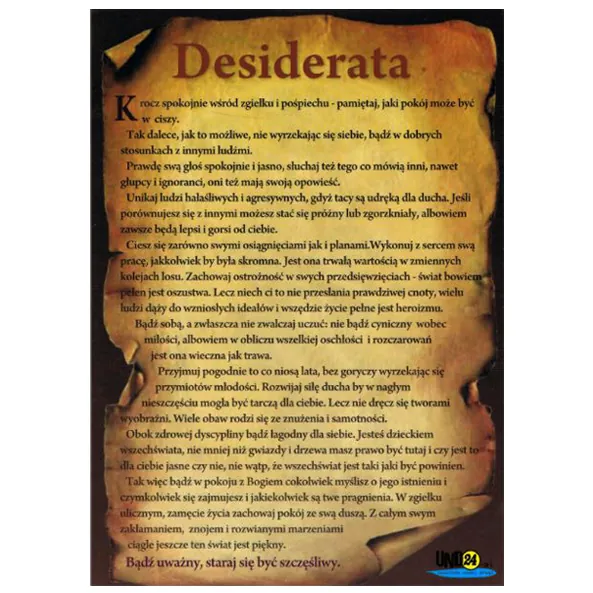 Desiderata
Krocz spokojnie wśród zgiełku i pośpiechu - pamiętaj, jaki pokój może być
w ciszy.
Tak dalece, jak to możliwe, nie wyrzekając się siebie, bądź w dobrych
stosunkach z innymi ludźmi.
Prawdę swą głoś spokojnie i jasno, słuchaj też tego co mówią inni, nawet
głupcy i ignoranci, oni też mają swoją opowieść.
Unikaj ludzi hałaśliwych i agresywnych, gdyż tacy są udręką dla ducha. Jeśli
porównujesz się z innymi możesz stać się próżny lub zgorzkniały, albowiem
zawsze będą lepsi i gorsi od ciebie.
Ciesz się zarówno swymi osiągnięciami jak i planami.Wykonuj z sercem swą
pracę, jakkolwiek by była skromna. Jest ona trwałą wartością w zmiennych
kolejach losu. Zachowaj ostrożność w swych przedsięwzięciach - świat bowiem
pełen jest oszustwa. Lecz niech ci to nie przesłania prawdziwej cnoty, wielu
ludzi dąży do wzniosłych ideałów i wszędzie życie pełne jest heroizmu.
Bądź sobą, a zwłaszcza nie zwalczaj uczuć: nie bądź cyniczny wobec
miłości, albowiem w obliczu wszelkiej oschłości i rozczarowań
jest ona wieczna jak trawa.
Przyjmuj pogodnie to co niosą lata, bez goryczy wyrzekając się
przymiotów młodości. Rozwijaj siłę ducha by w nagłym
nieszczęściu mogła być tarczą dla ciebie. Lecz nie dręcz się tworami
wyobraźni. Wiele obaw rodzi się ze znużenia i samotności.
Obok zdrowej dyscypliny bądź łagodny dla siebie. Jesteś dzieckiem
wszechświata, nie mniej niż gwiazdy i drzewa masz prawo być tutaj i czy jest to
dla ciebie jasne czy nie, nie wątp, że wszechświat jest taki jaki być powinien.
Tak więc bądź w pokoju z Bogiem cokolwiek myślisz o jego istnieniu i
czymkolwiek się zajmujesz i jakiekolwiek są twe pragnienia. W zgiełku
ulicznym, zamęcie życia zachowaj pokój ze swą duszą. Z całym swym
zakłamaniem, znojem i rozwianymi marzeniami
ciągle jeszcze ten świat jest piękny.
Bądź uważny, staraj się być szczęśliwy.
UND24